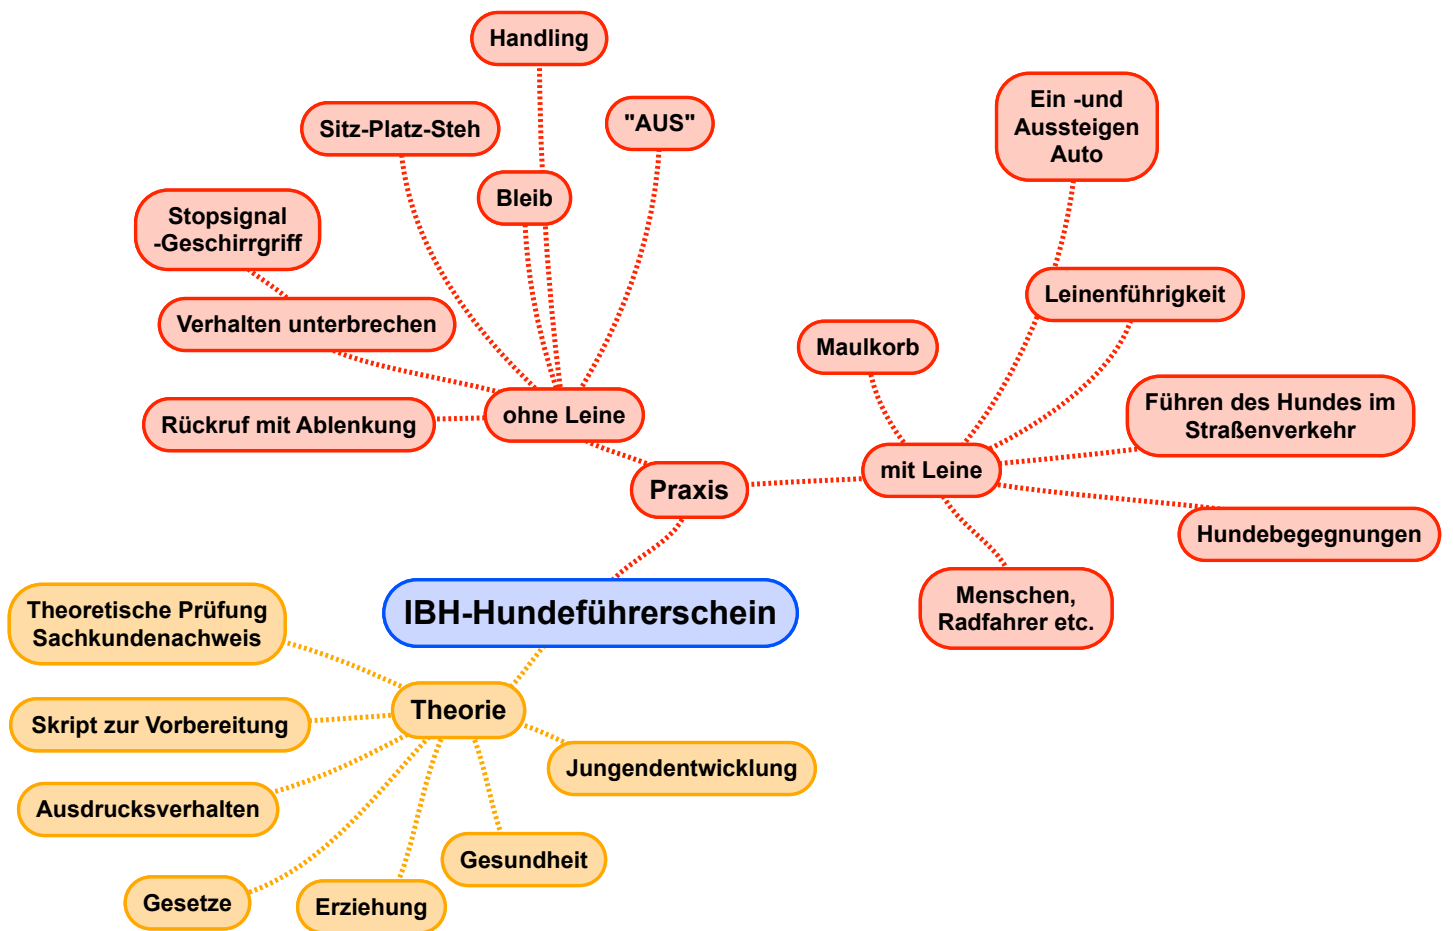 Handling
"AUS"
Sitz-Platz-Steh
Bleib
Stopsignal
-Geschirrgriff
Verhalten unterbrechen
Rückruf mit Ablenkung
ohne Leine
Praxis
Ein -und
Aussteigen
Auto
Leinenführigkeit
Maulkorb
Führen des Hundes im
Straßenverkehr
mit Leine
Hundebegegnungen
Menschen,
Radfahrer etc.
IBH-Hundeführerschein
Theoretische Prüfung
Sachkundenachweis
Theorie
Skript zur Vorbereitung
Jungendentwicklung
Ausdrucksverhalten
Gesundheit
Gesetze
Erziehung